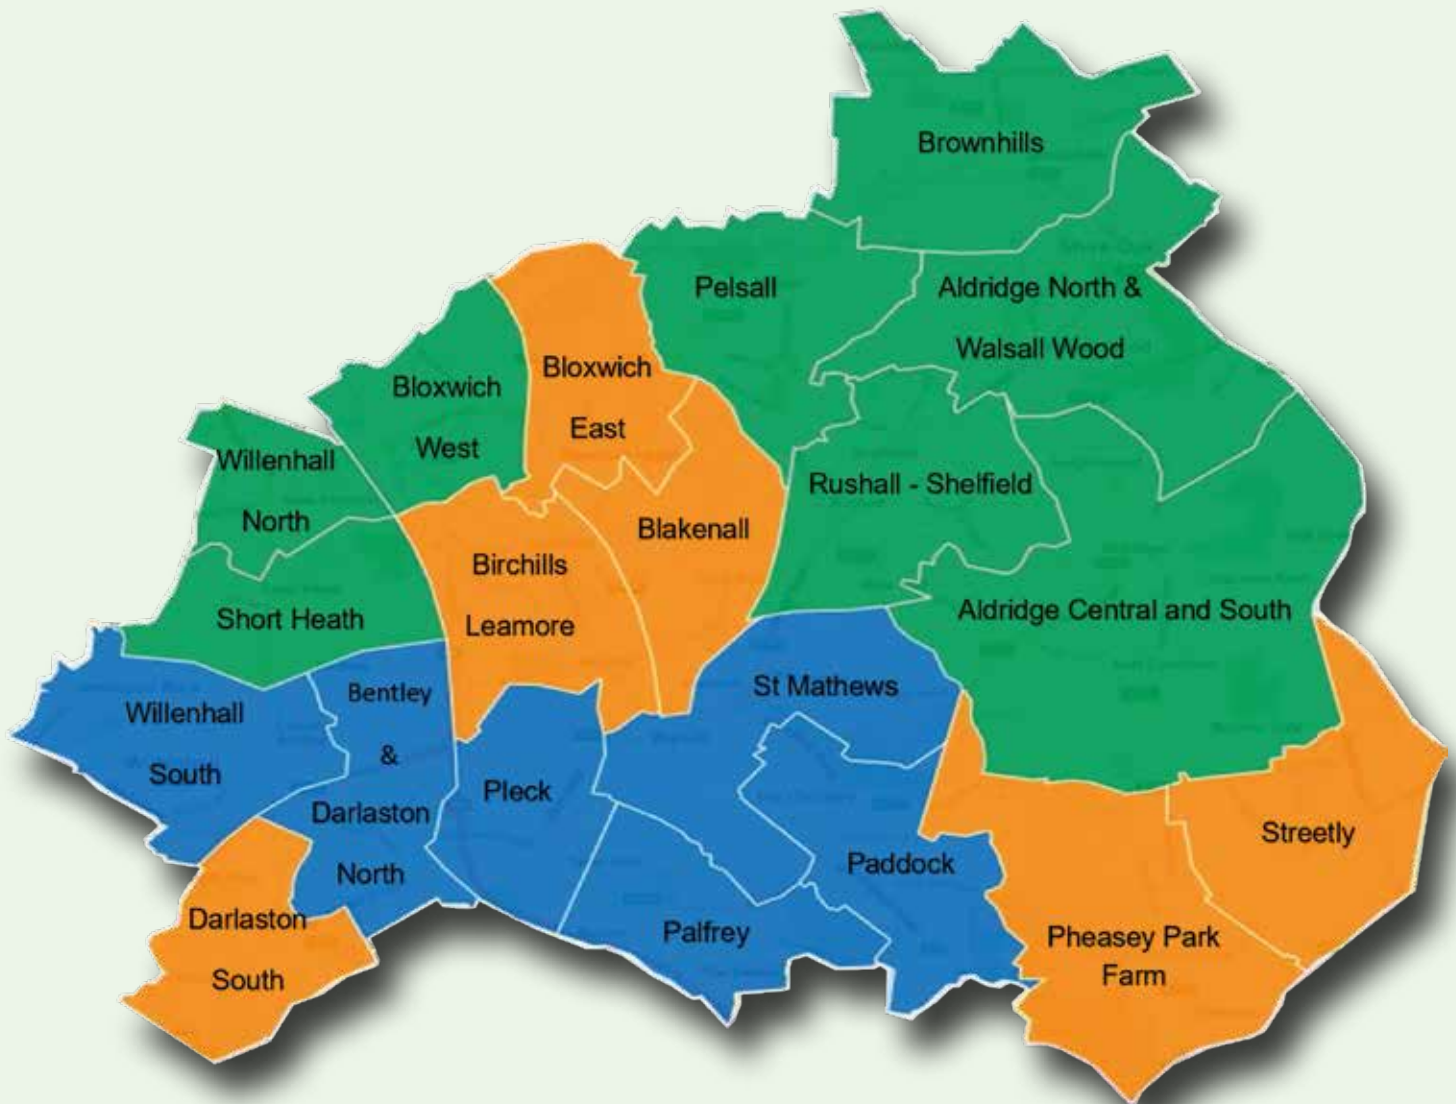 Brownhills
Pelsall
Aldridge North &
Walsall Wood
Bloxwich
East
Bloxwich
West
Willenhall
North
Rushall - Shelfield
Blakenall
Birchills
Leamore
Short Heath
Aldridge Central and South
St Mathews
Bentley
&
Darlaston
North
Willenhall
South
Pleck
Streetly
Paddock
Darlaston
South
Palfrey
Pheasey Park
Farm